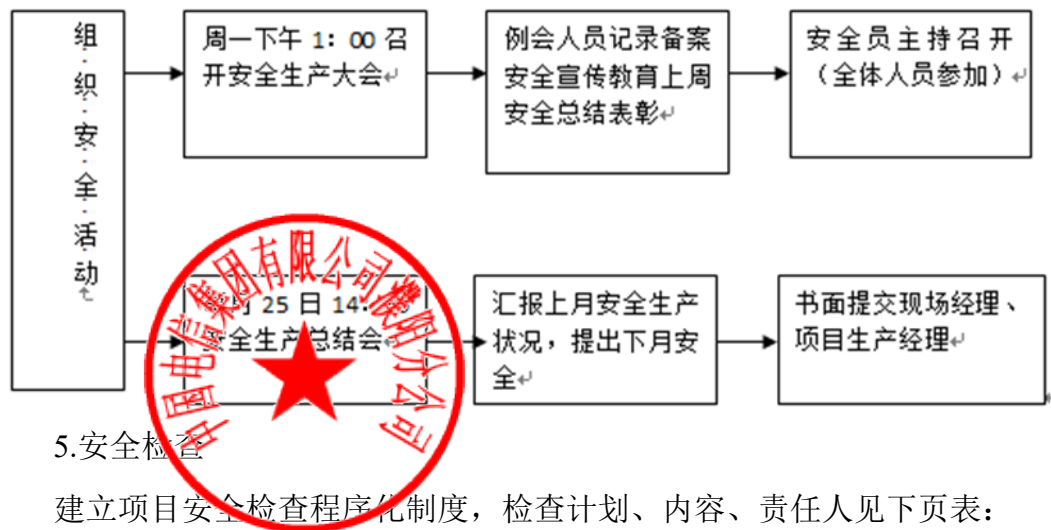 组织安全活动
周一下午 1：00 召
开安全生产大会
例会人员记录备案
安全宣传教育上周
安全总结表彰
安全员主持召开
（全体人员参加）
25 日 14：
安全生产总结会
汇报上月安全生产
状况，提出下月安
全
书面提交现场经理、
项目生产经理
中国电信集团有限公司濮阳分公司
5.安全检查
建立项目安全检查程序化制度，检查计划、内容、责任人见下页表：